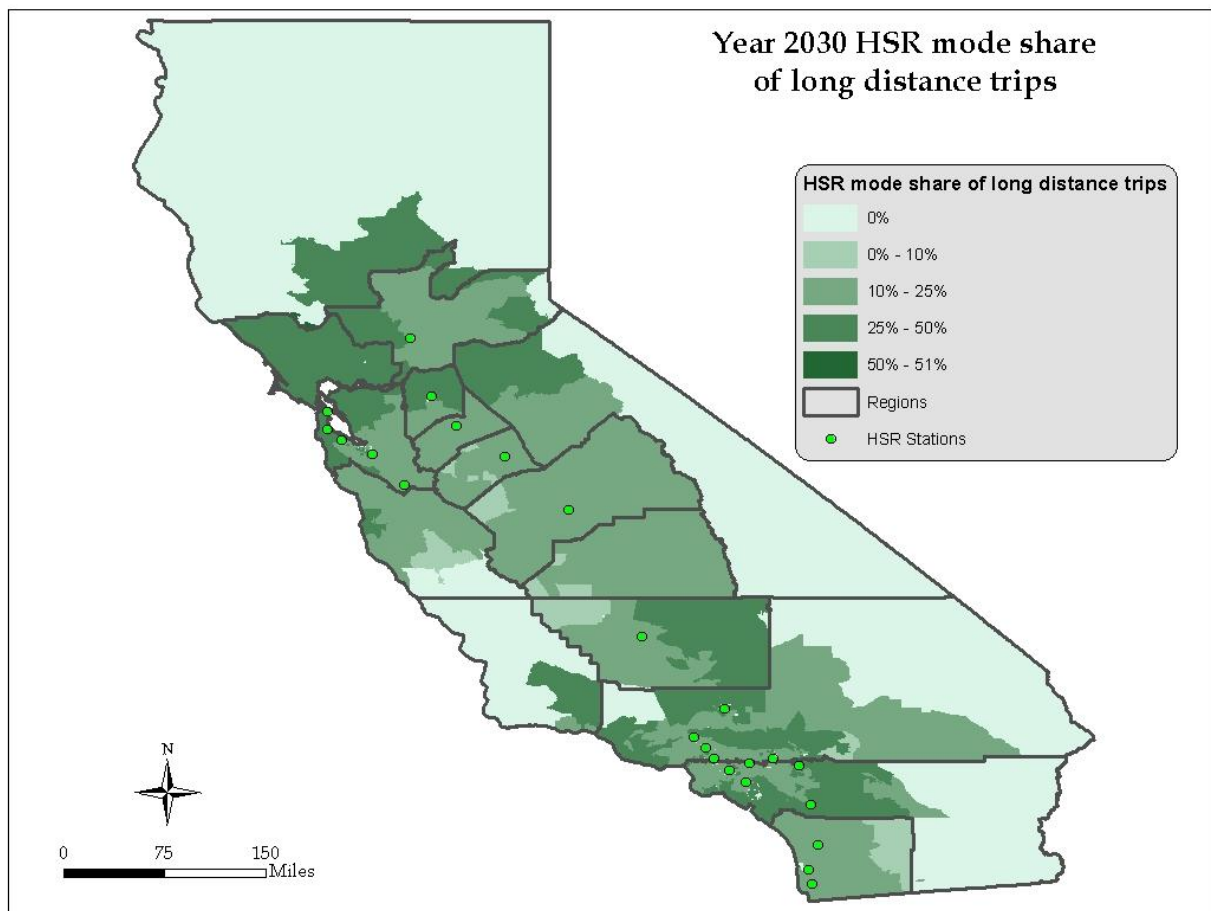 Year 2030 HSR mode share
of long distance trips
HSR mode share of long distance trips
0%
0% - 10%
10% - 25%
25% - 50%
50% - 51%
Regions
HSR Stations
N
0 75 150
Miles